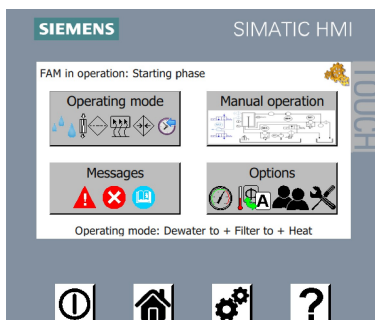 SIEMENS SIMATIC HMI
TOUCH
FAM in operation: Starting phase
Operating mode Manual operation
Messages Options
A
Operating mode: Dewater to + Filter to + Heat
?